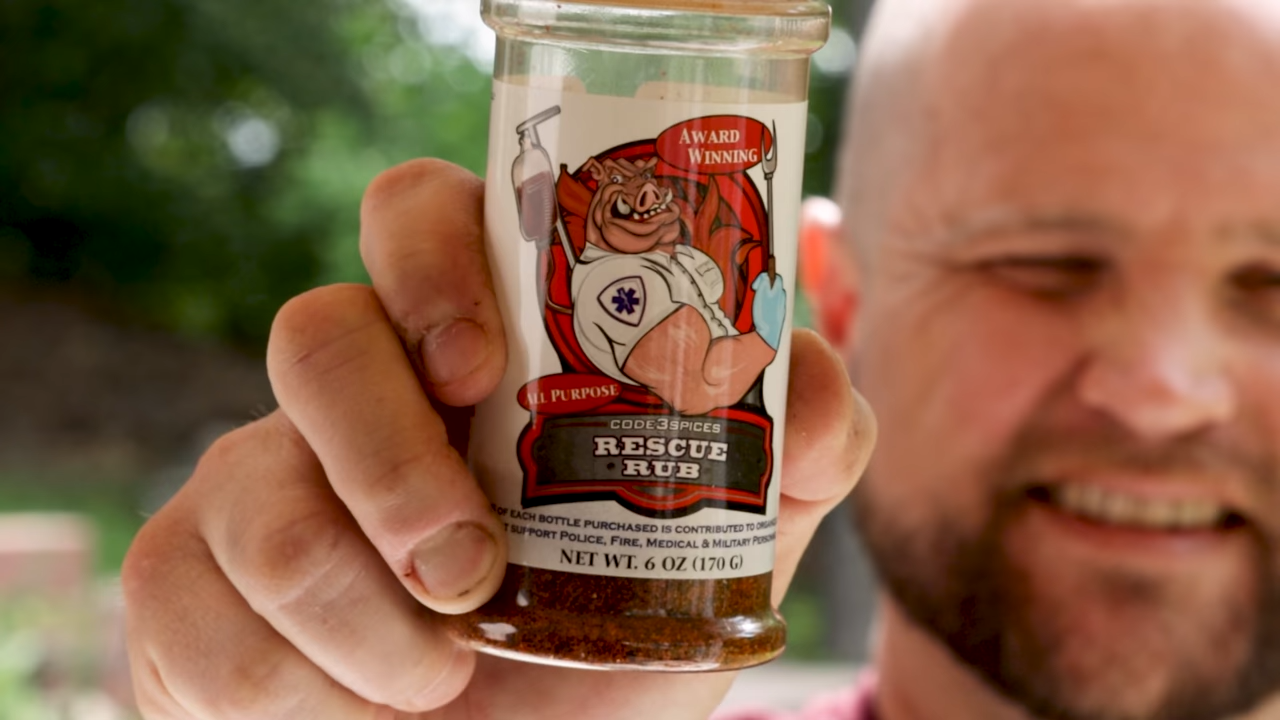 AWARD
WINNING
ALL PURPOSE
CODE3SPICES
RESCUE
RUB
OF EACH BOTTLE PURCHASED IS CONTRIBUTED TO
SUPPORT POLICE, FIRE, MEDICAL & MILITARY
NET WT. 6 OZ (170 G)